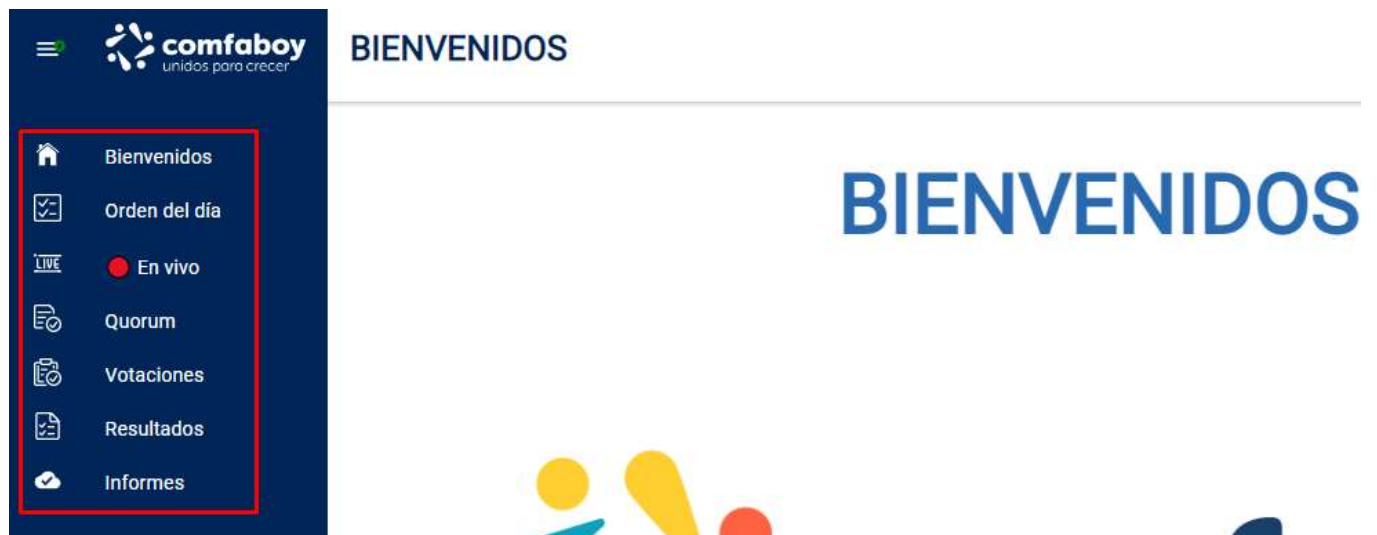 comfaboy
unidos para crecer
BIENVENIDOS
Bienvenidos
Orden del día
LIVE
En vivo
Quorum
Votaciones
Resultados
Informes
BIENVENIDOS